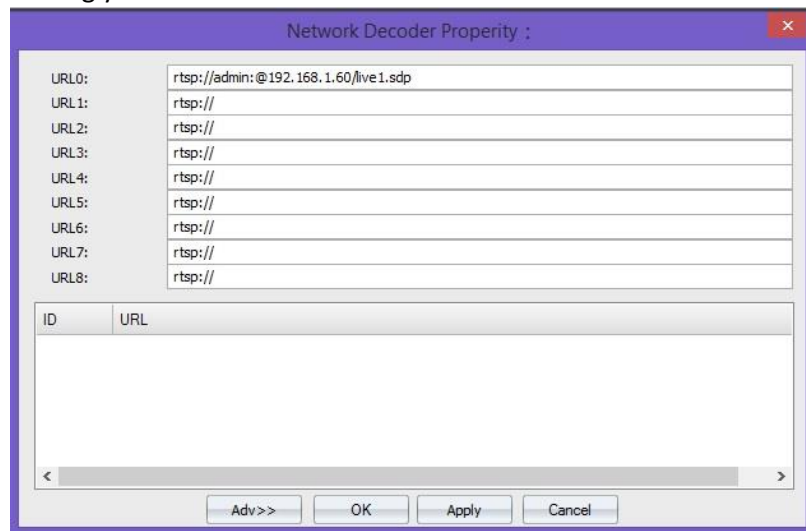 Network Decoder Properity :
URL0: rtsp://admin:@192.168.1.60/live1.sdp
URL1: rtsp://
URL2: rtsp://
URL3: rtsp://
URL4: rtsp://
URL5: rtsp://
URL6: rtsp://
URL7: rtsp://
URL8: rtsp://
ID URL
Adv>> OK Apply Cancel